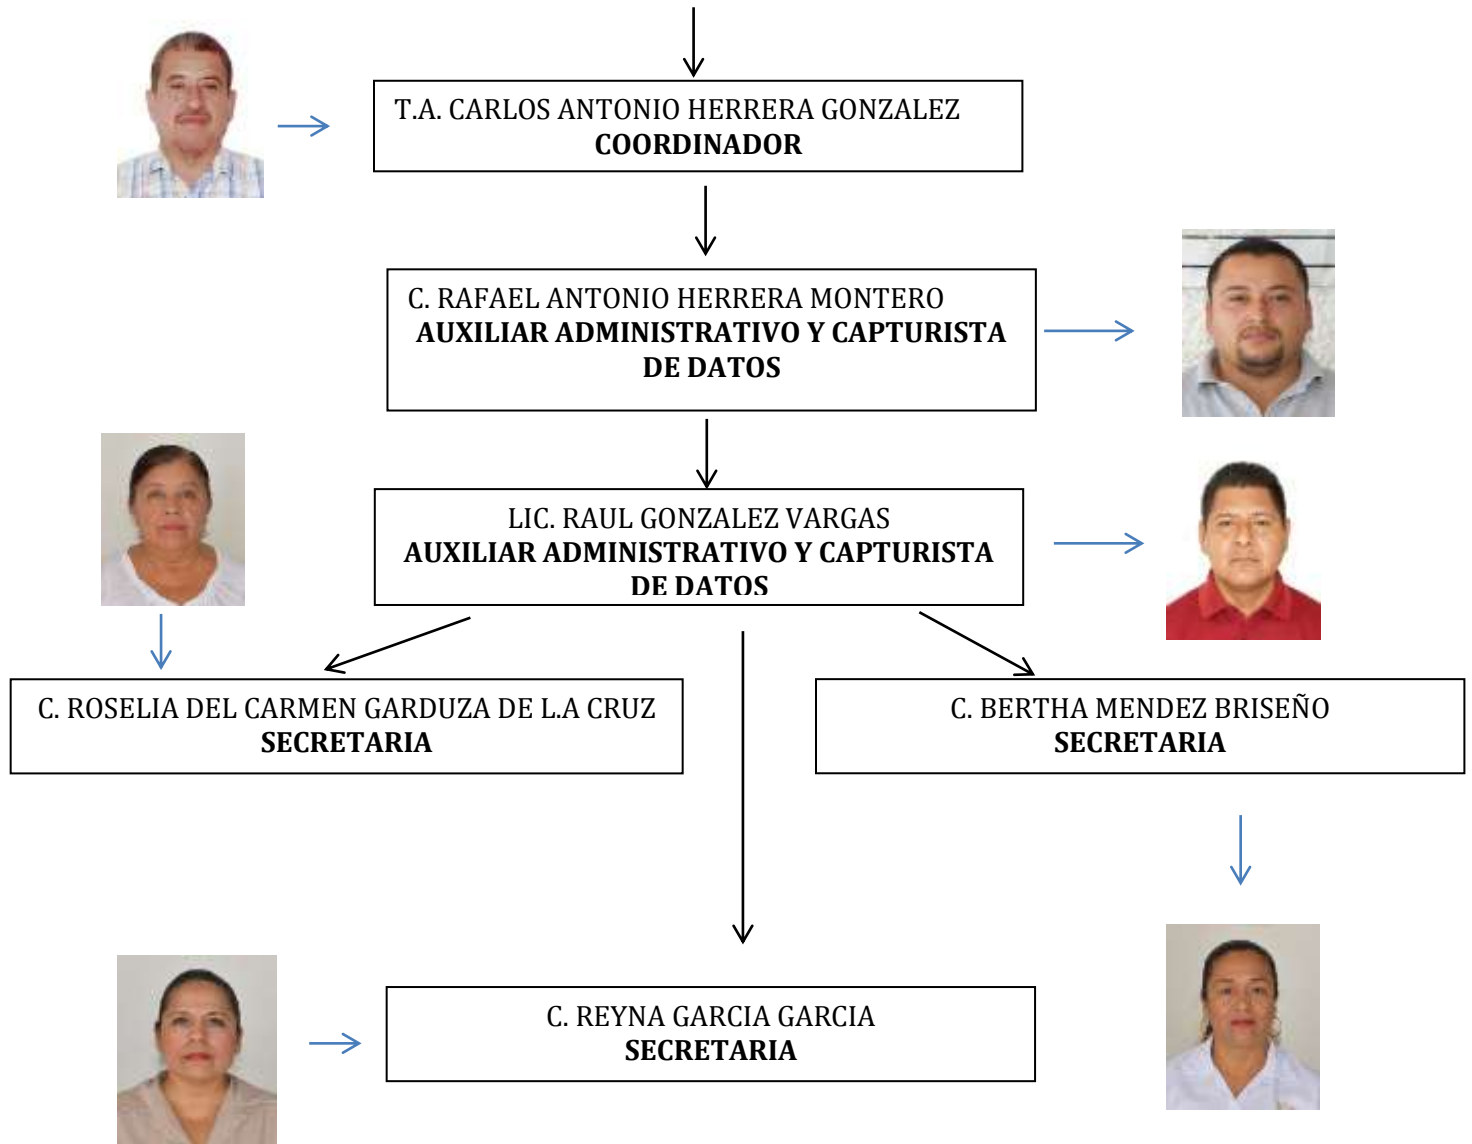 T.A. CARLOS ANTONIO HERRERA GONZALEZ
COORDINADOR
C. RAFAEL ANTONIO HERRERA MONTERO
AUXILIAR ADMINISTRATIVO Y CAPTURISTA
DE DATOS
LIC. RAUL GONZALEZ VARGAS
AUXILIAR ADMINISTRATIVO Y CAPTURISTA
DE DATOS
C. ROSELIA DEL CARMEN GARDUZA DE L.A CRUZ
SECRETARIA
C. BERTHA MENDEZ BRISEÑO
SECRETARIA
C. REYNA GARCIA GARCIA
SECRETARIA